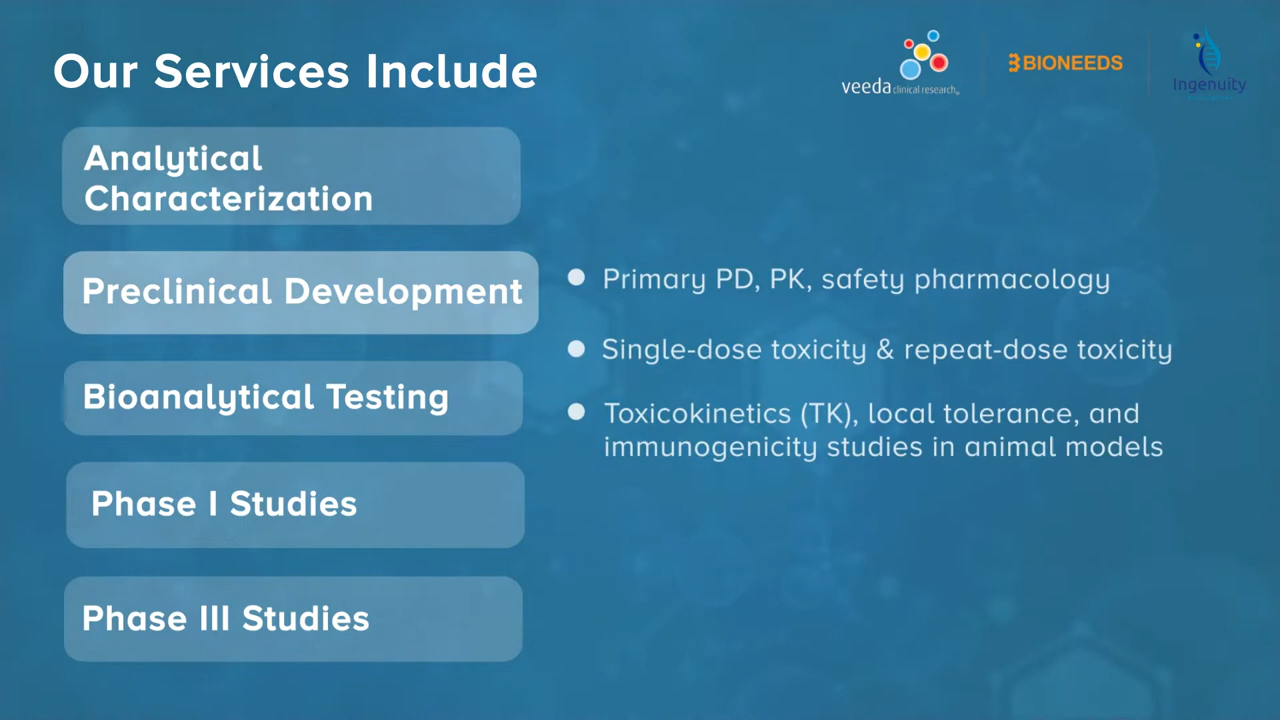 Our Services Include
veeda clinical research
BIONEEDS
Ingenuity
Analytical
Characterization
Preclinical Development
Primary PD, PK, safety pharmacology
Single-dose toxicity & repeat-dose toxicity
Bioanalytical Testing
Toxicokinetics (TK), local tolerance, and
immunogenicity studies in animal models
Phase I Studies
Phase III Studies